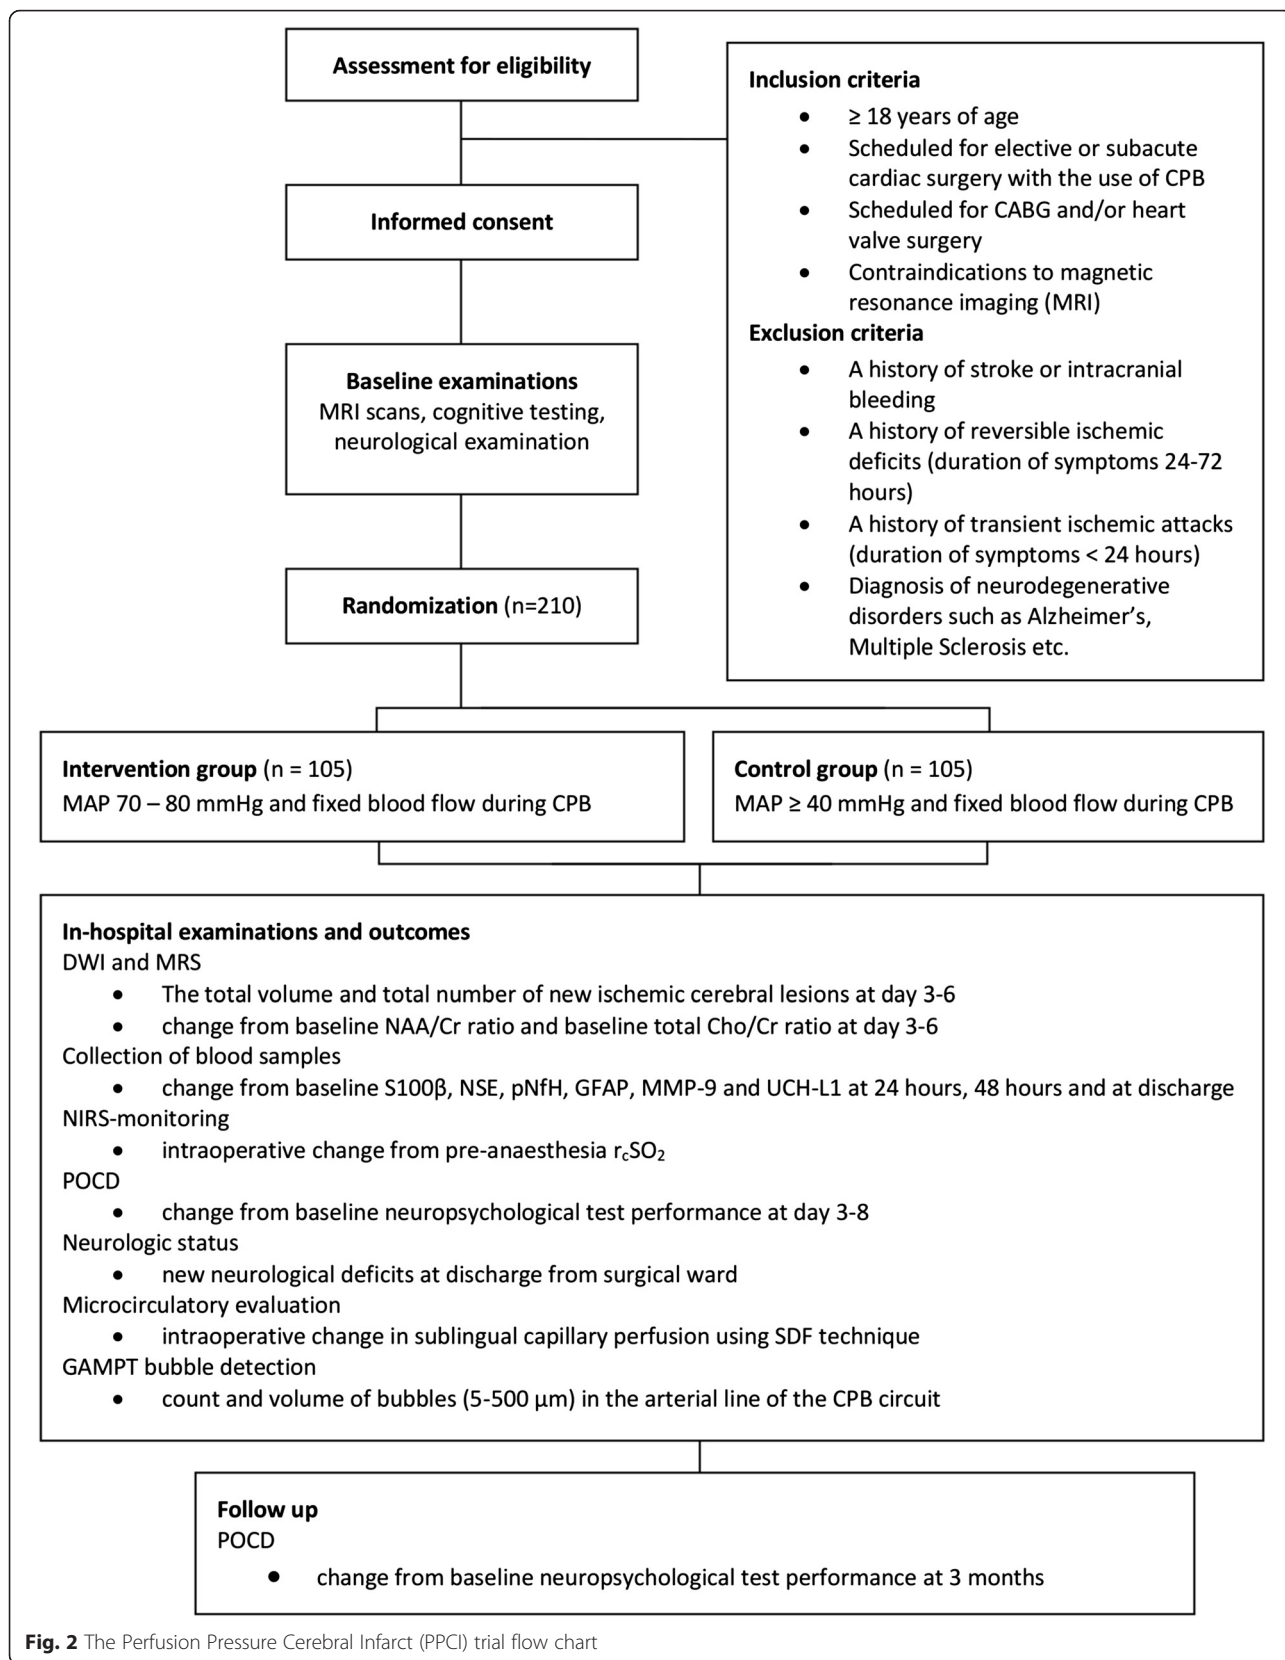 Assessment for eligibility
Inclusion criteria
• ≥ 18 years of age
• Scheduled for elective or subacute
cardiac surgery with the use of CPB
• Scheduled for CABG and/or heart
valve surgery
• Contraindications to magnetic
resonance imaging (MRI)
Exclusion criteria
• A history of stroke or intracranial
bleeding
• A history of reversible ischemic
deficits (duration of symptoms 24-72
hours)
• A history of transient ischemic attacks
(duration of symptoms < 24 hours)
• Diagnosis of neurodegenerative
disorders such as Alzheimer's,
Multiple Sclerosis etc.
Informed consent
Baseline examinations
MRI scans, cognitive testing,
neurological examination
Randomization (n=210)
Intervention group (n = 105)
MAP 70 – 80 mmHg and fixed blood flow during CPB
Control group (n = 105)
MAP ≥ 40 mmHg and fixed blood flow during CPB
In-hospital examinations and outcomes
DWI and MRS
• The total volume and total number of new ischemic cerebral lesions at day 3-6
• change from baseline NAA/Cr ratio and baseline total Cho/Cr ratio at day 3-6
Collection of blood samples
• change from baseline S100β, NSE, pNfH, GFAP, MMP-9 and UCH-L1 at 24 hours, 48 hours and at discharge
NIRS-monitoring
• intraoperative change from pre-anaesthesia rcSO₂
POCD
• change from baseline neuropsychological test performance at day 3-8
Neurologic status
• new neurological deficits at discharge from surgical ward
Microcirculatory evaluation
• intraoperative change in sublingual capillary perfusion using SDF technique
GAMPT bubble detection
• count and volume of bubbles (5-500 μm) in the arterial line of the CPB circuit
Follow up
POCD
• change from baseline neuropsychological test performance at 3 months
Fig. 2 The Perfusion Pressure Cerebral Infarct (PPCI) trial flow chart